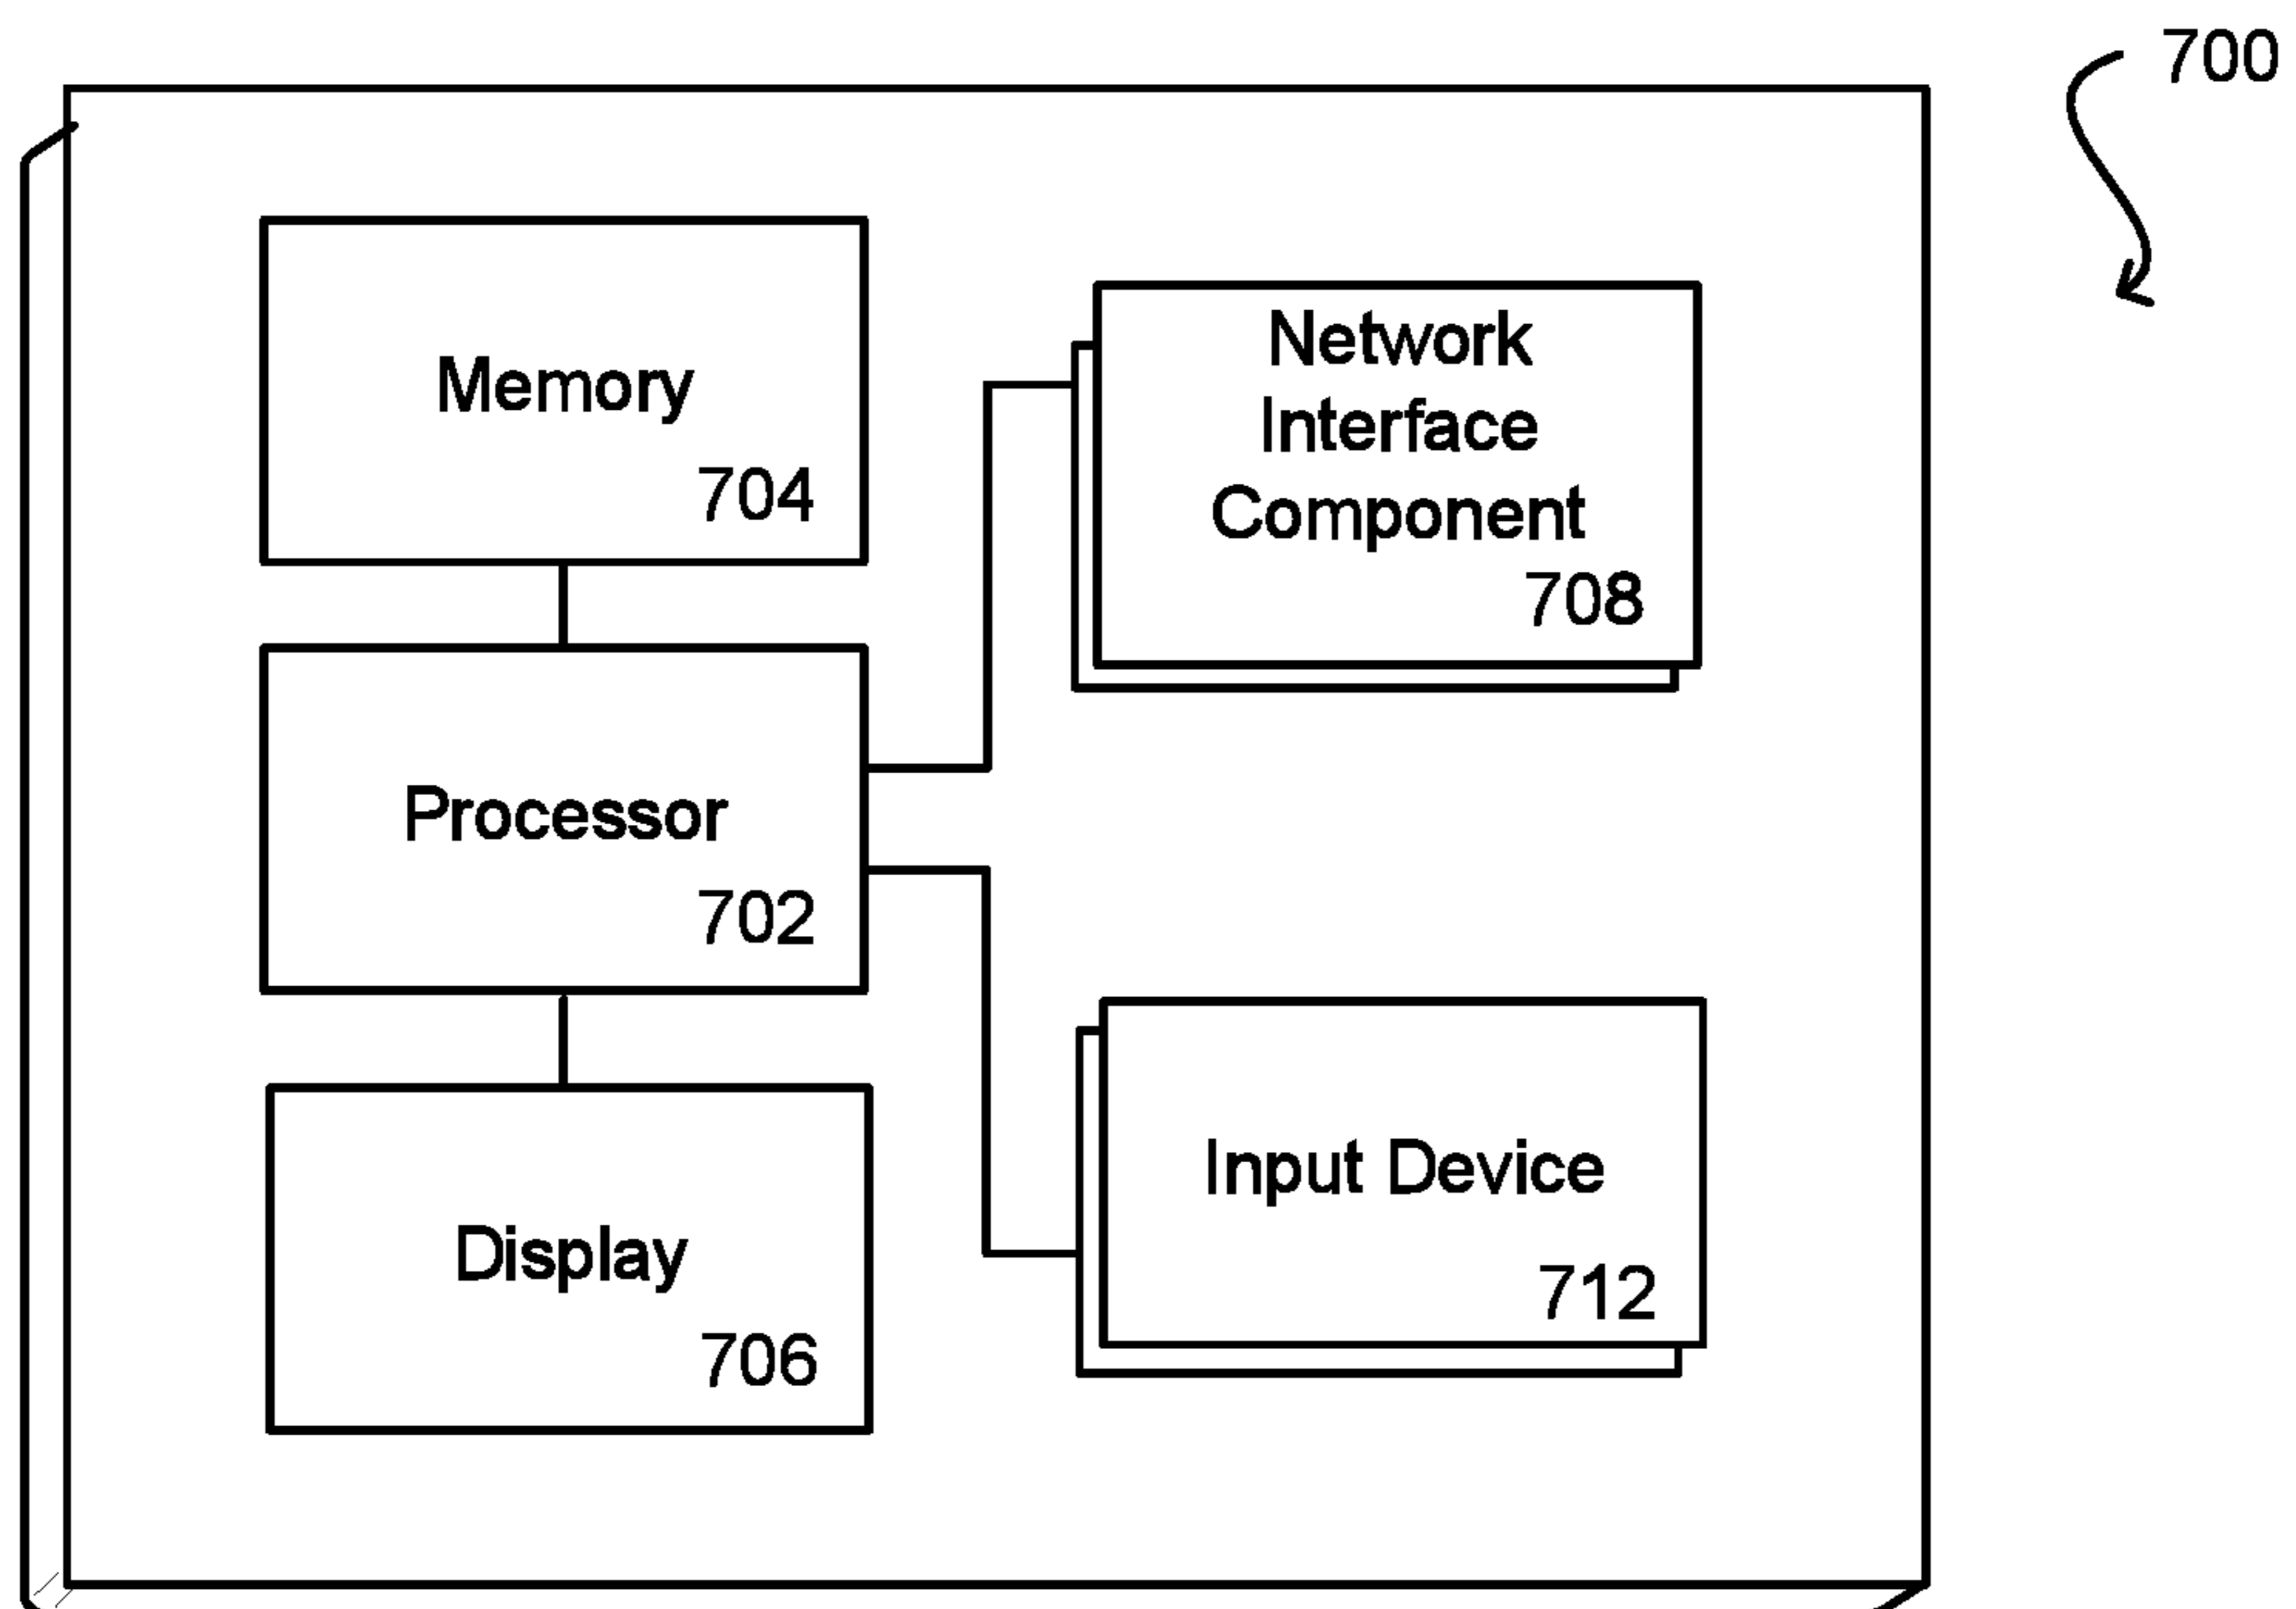 700
Memory
704
Network
Interface
Component
708
Processor
702
Input Device
712
Display
706